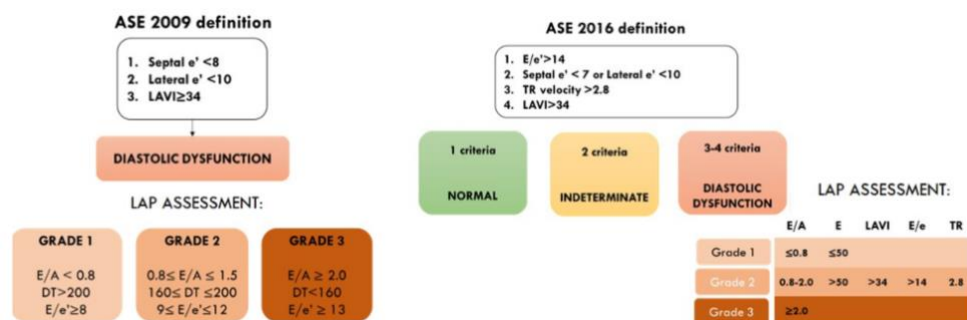 ASE 2009 definition
1. Septal e' <8
2. Lateral e' <10
3. LAVI≥34
DIASTOLIC DYSFUNCTION
LAP ASSESSMENT:
GRADE 1
E/A < 0.8
DT>200
E/e'≥8
GRADE 2
0.8≤ E/A ≤ 1.5
160≤ DT ≤200
9≤ E/e'≤12
GRADE 3
E/A ≥ 2.0
DT<160
E/e' ≥ 13
ASE 2016 definition
1. E/e'>14
2. Septal e' < 7 or Lateral e' <10
3. TR velocity >2.8
4. LAVI>34
1 criteria
NORMAL
2 criteria
INDETERMINATE
3-4 criteria
DIASTOLIC
DYSFUNCTION
LAP ASSESSMENT:
E/A E LAVI E/e TR
Grade 1 ≤0.8 ≤50
Grade 2 0.8-2.0 >50 >34 >14 2.8
Grade 3 ≥2.0